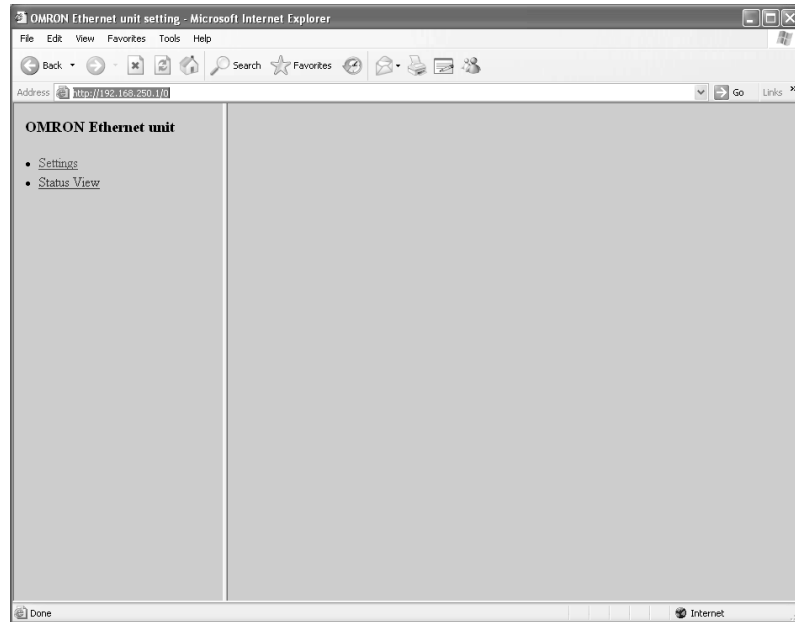 OMRON Ethernet unit setting - Microsoft Internet Explorer
File Edit View Favorites Tools Help
Back Search Favorites
Address http://192.168.250.1/0 Go Links »
OMRON Ethernet unit
• Settings
• Status View
Done Internet